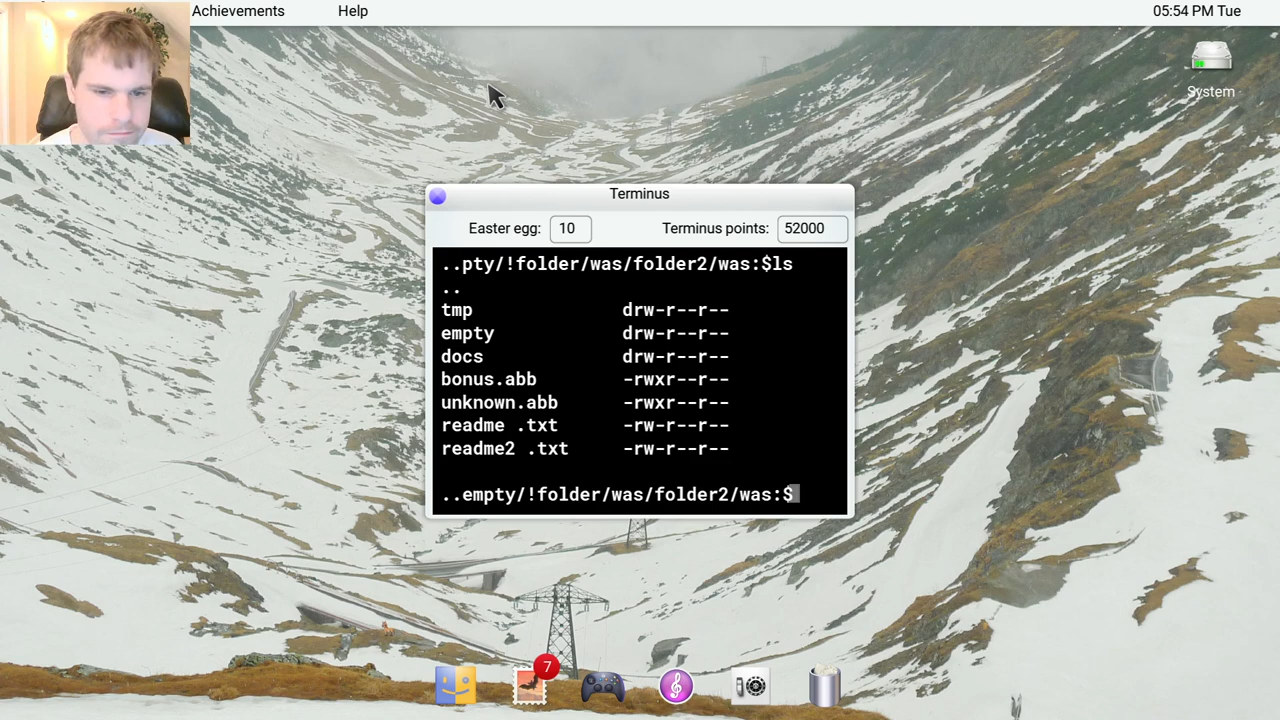 Achievements Help 05:54 PM Tue
System
Terminus
Easter egg: 10 Terminus points: 52000
..pty/!folder/was/folder2/was:$ls
..
tmp drw-r--r--
empty drw-r--r--
docs drw-r--r--
bonus.abb -rwxr--r--
unknown.abb -rwxr--r--
readme .txt -rw-r--r--
readme2 .txt -rw-r--r--
..empty/!folder/was/folder2/was:$
7